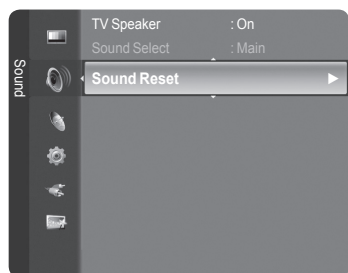 Sound
TV Speaker : On
Sound Select : Main
Sound Reset ►